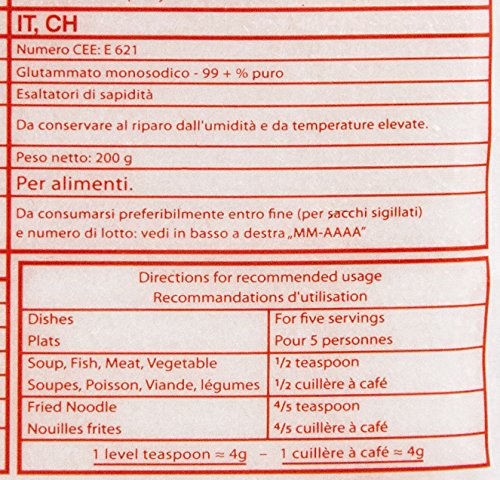 IT, CH
Numero CEE: E 621
Glutammato monosodico - 99 + % puro
Esaltatori di sapidità
Da conservare al riparo dall'umidità e da temperature elevate.
Peso netto: 200 g
Per alimenti.
Da consumarsi preferibilmente entro fine (per sacchi sigillati)
e numero di lotto: vedi in basso a destra „MM-AAAA"
Directions for recommended usage
Recommandations d'utilisation
Dishes For five servings
Plats Pour 5 personnes
Soup, Fish, Meat, Vegetable 1/2 teaspoon
Soupes, Poisson, Viande, légumes 1/2 cuillère à café
Fried Noodle 4/5 teaspoon
Nouilles frites 4/5 cuillère à café
1 level teaspoon ≈ 4g – 1 cuillère à café ≈ 4g